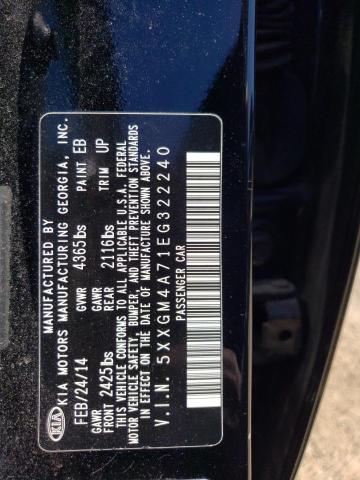 MANUFACTURED BY
KIA KIA MOTORS MANUFACTURING GEORGIA, INC.
FEB/24/14 GVWR 4365lbs PAINT EB
GAWR FRONT 2425lbs GAWR REAR 2116lbs TRIM UP
THIS VEHICLE CONFORMS TO ALL APPLICABLE U.S.A. FEDERAL
MOTOR VEHICLE SAFETY, BUMPER, AND THEFT PREVENTION STANDARDS
IN EFFECT ON THE DATE OF MANUFACTURE SHOWN ABOVE.
V.I.N. 5XXGM4A71EG322240
PASSENGER CAR